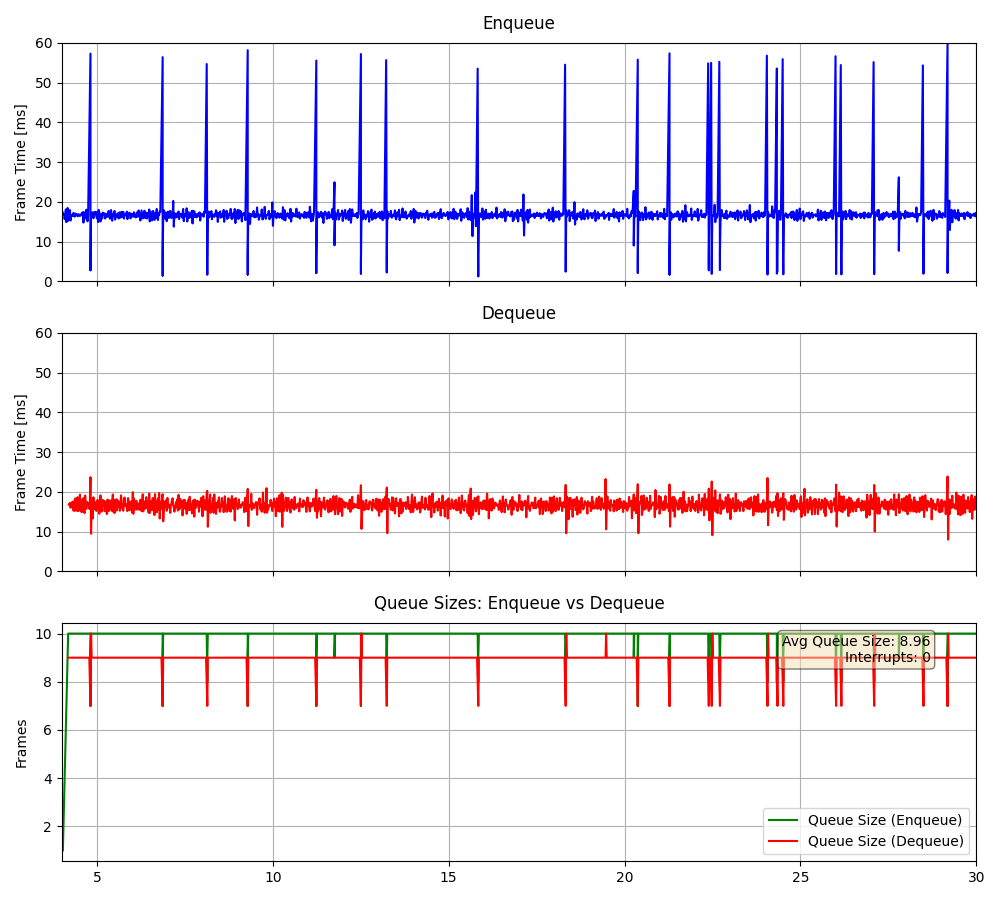 Enqueue
Frame Time [ms]
60
50
40
30
20
10
0
Dequeue
Frame Time [ms]
60
50
40
30
20
10
0
Queue Sizes: Enqueue vs Dequeue
Frames
10
8
6
4
2
Avg Queue Size: 8.96
Interrupts: 0
Queue Size (Enqueue)
Queue Size (Dequeue)
5 10 15 20 25 30